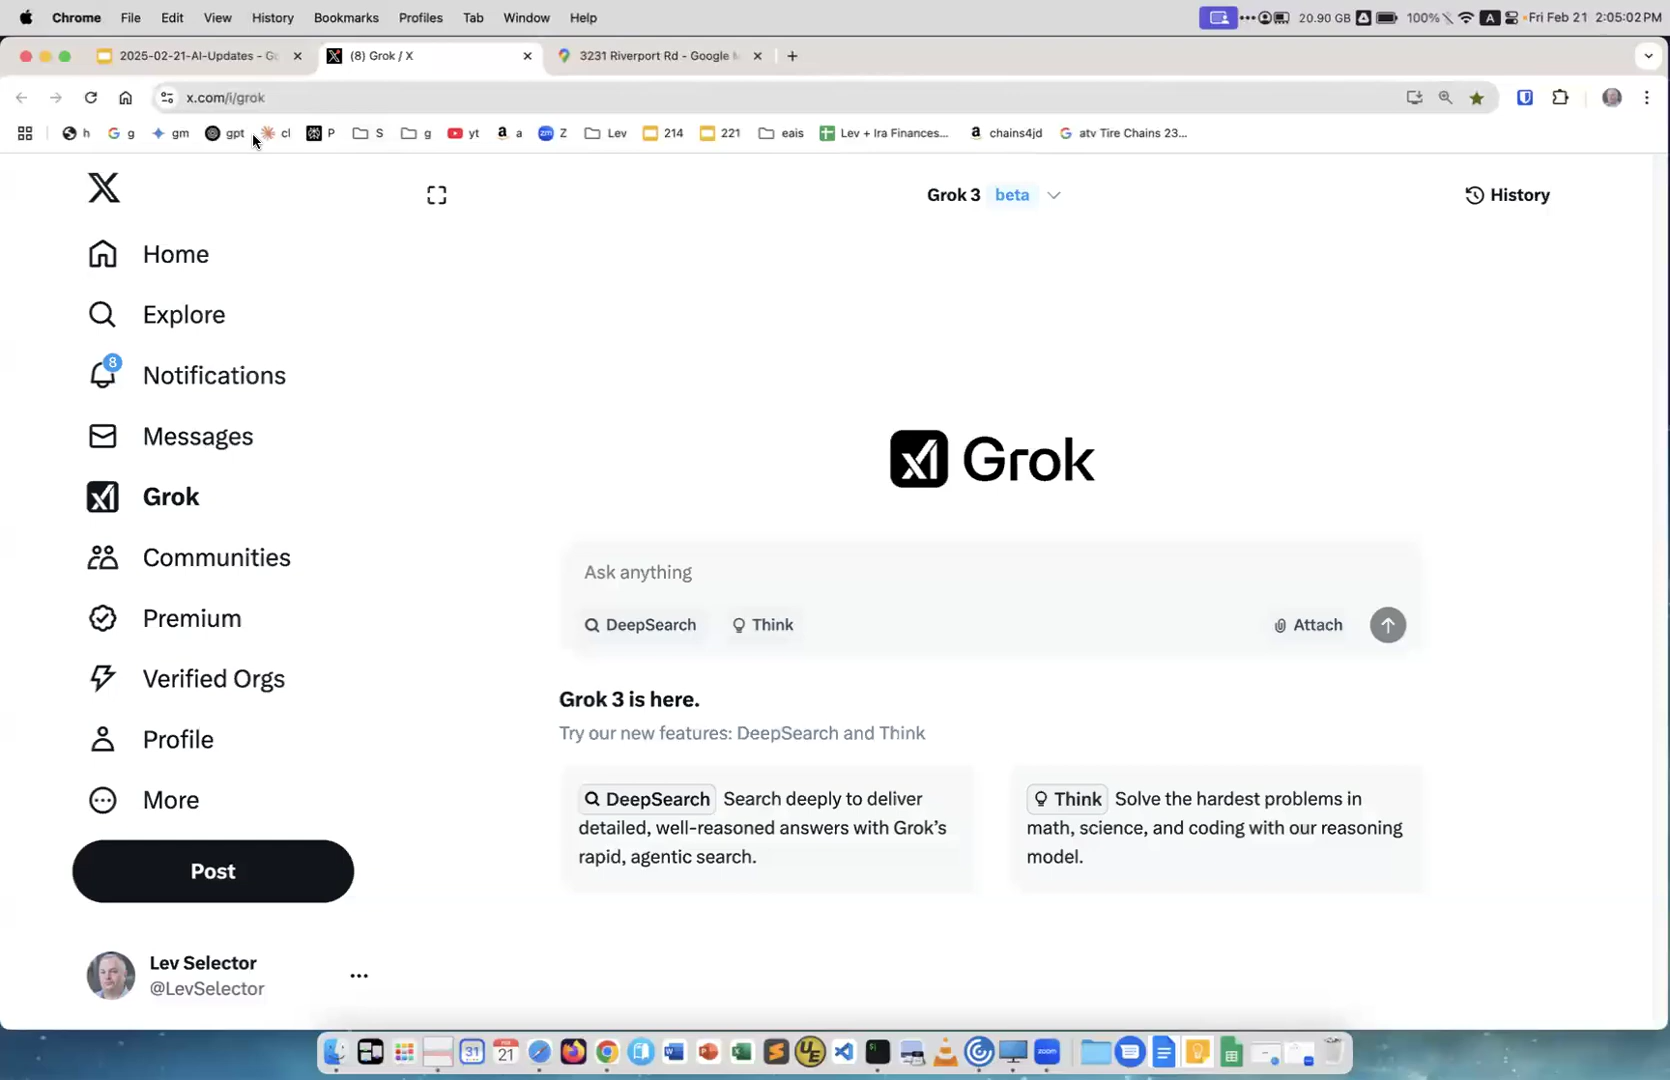 Chrome File Edit View History Bookmarks Profiles Tab Window Help 20.90 GB 100% A Fri Feb 21 2:05:02 PM
2025-02-21-AI-Updates - Go (8) Grok / X 3231 Riverport Rd - Google M
x.com/i/grok
h g gm gpt cl P S g yt a Z Lev 214 221 eais Lev + Ira Finances... chains4jd atv Tire Chains 23...
Grok 3 beta History
Home
Explore
8
Notifications
Messages
Grok
Communities
Premium
Verified Orgs
Profile
More
Post
Lev Selector
@LevSelector
Grok
Ask anything
DeepSearch Think Attach
Grok 3 is here.
Try our new features: DeepSearch and Think
DeepSearch Search deeply to deliver
detailed, well-reasoned answers with Grok's
rapid, agentic search.
Think Solve the hardest problems in
math, science, and coding with our reasoning
model.